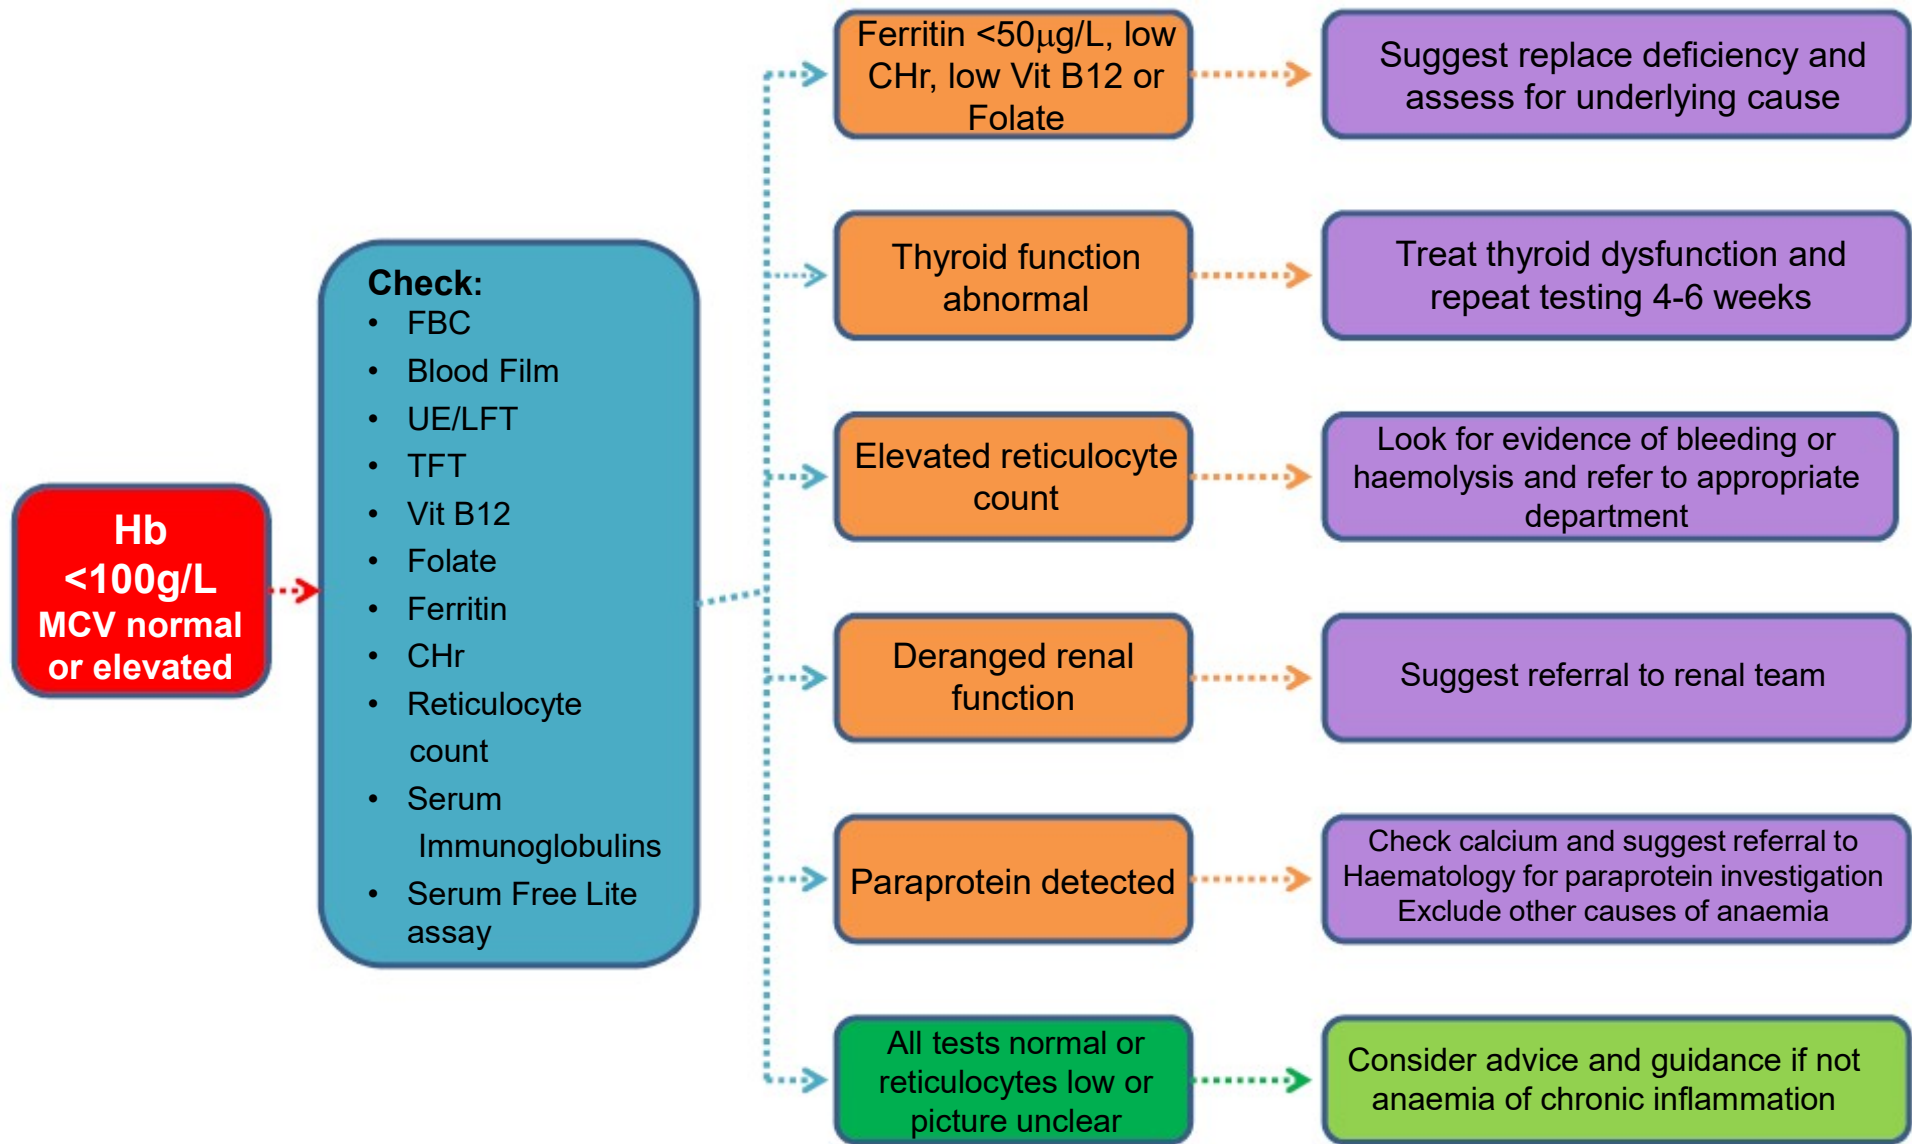 Hb
<100g/L
MCV normal
or elevated
Check:
• FBC
• Blood Film
• UE/LFT
• TFT
• Vit B12
• Folate
• Ferritin
• CHr
• Reticulocyte
count
• Serum
Immunoglobulins
• Serum Free Lite
assay
Ferritin <50µg/L, low
CHr, low Vit B12 or
Folate
Suggest replace deficiency and
assess for underlying cause
Thyroid function
abnormal
Treat thyroid dysfunction and
repeat testing 4-6 weeks
Elevated reticulocyte
count
Look for evidence of bleeding or
haemolysis and refer to appropriate
department
Deranged renal
function
Suggest referral to renal team
Paraprotein detected
Check calcium and suggest referral to
Haematology for paraprotein investigation
Exclude other causes of anaemia
All tests normal or
reticulocytes low or
picture unclear
Consider advice and guidance if not
anaemia of chronic inflammation